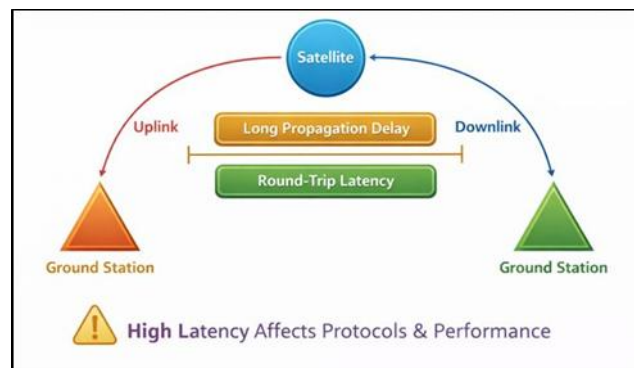 Satellite
Uplink
Long Propagation Delay
Downlink
Round-Trip Latency
Ground Station
Ground Station
High Latency Affects Protocols & Performance